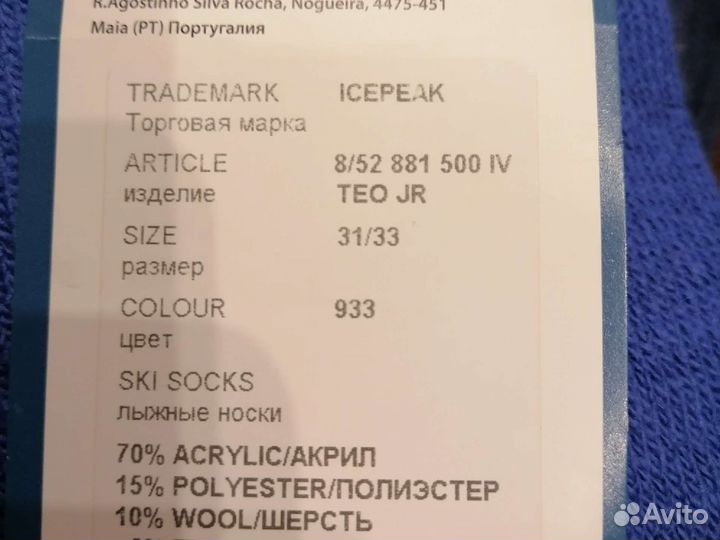 R.Agostinho Silva Rocha, Nogueira, 4475-451
Maia (PT) Португалия
TRADEMARK ICEPEAK
Торговая марка
ARTICLE 8/52 881 500 IV
изделие TEO JR
SIZE 31/33
размер
COLOUR 933
цвет
SKI SOCKS
лыжные носки
70% ACRYLIC/АКРИЛ
15% POLYESTER/ПОЛИЭСТЕР
10% WOOL/ШЕРСТЬ
Avito